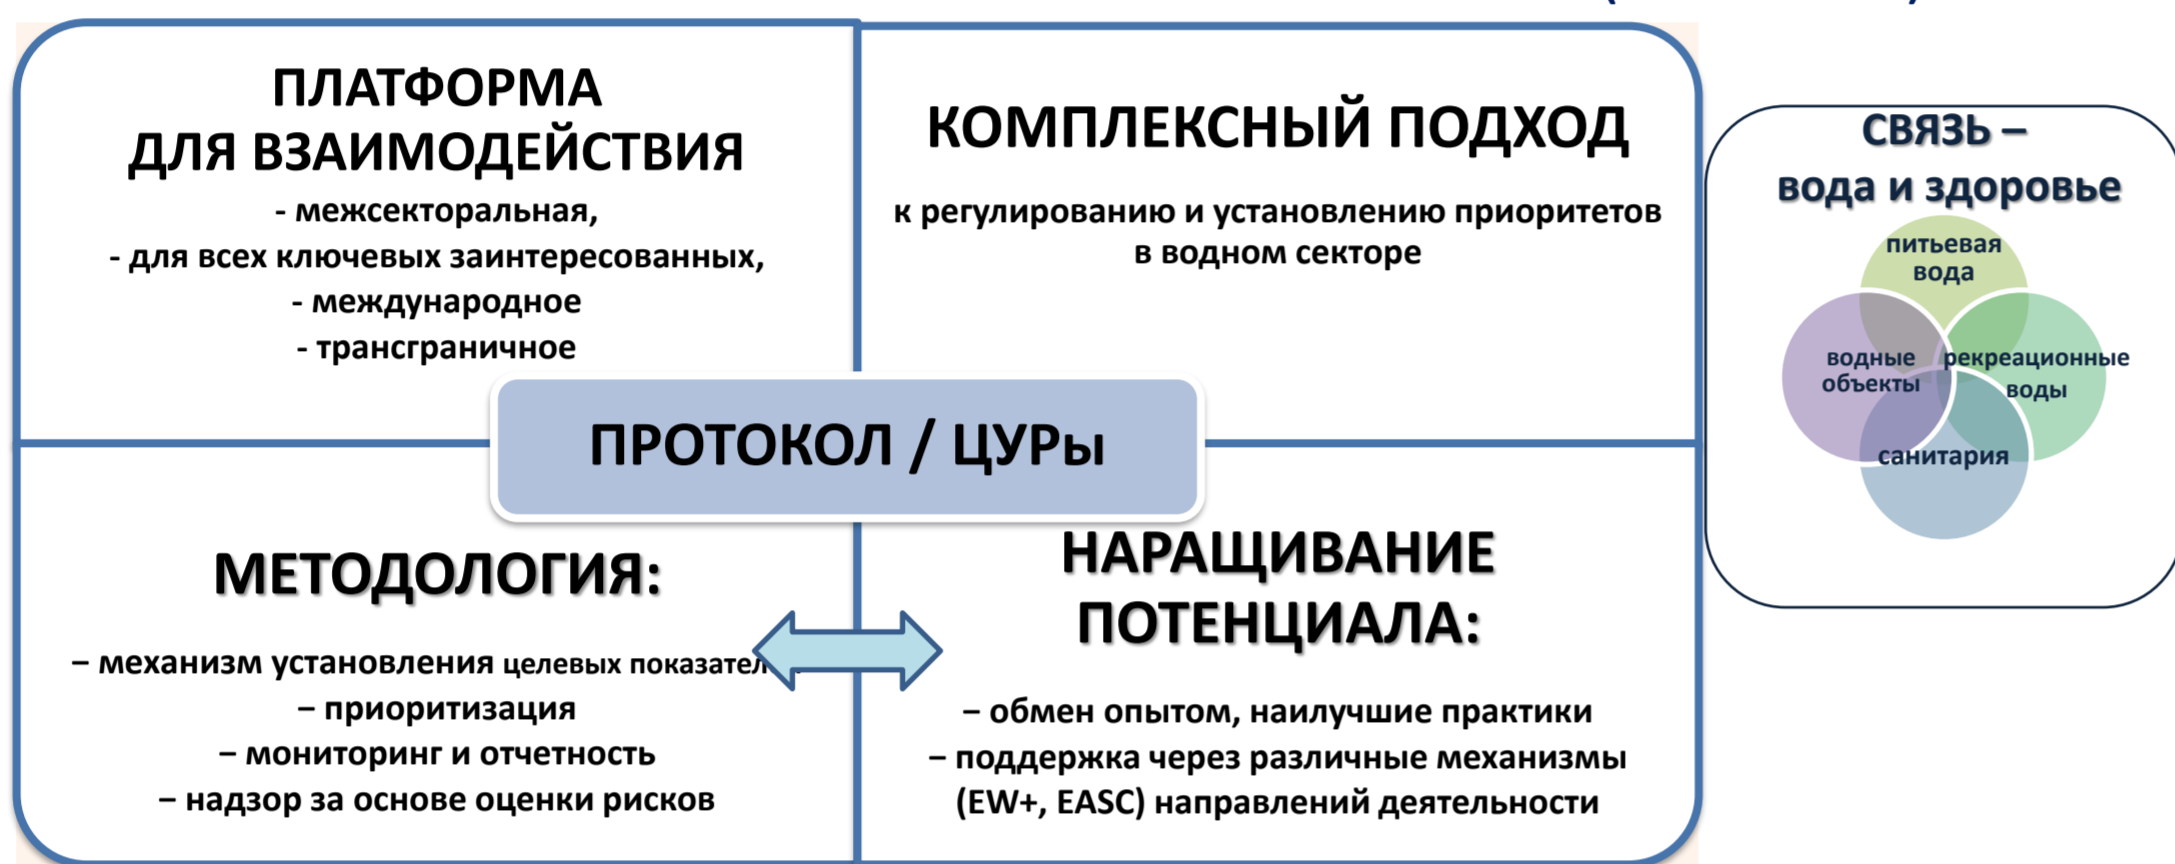 ПЛАТФОРМА
ДЛЯ ВЗАИМОДЕЙСТВИЯ
- межсекторальная,
- для всех ключевых заинтересованных,
- международное
- трансграничное
КОМПЛЕКСНЫЙ ПОДХОД
к регулированию и установлению приоритетов
в водном секторе
ПРОТОКОЛ / ЦУРы
МЕТОДОЛОГИЯ:
– механизм установления целевых
– приоритизация
– мониторинг и отчетность
– надзор за основе оценки рисков
НАРАЩИВАНИЕ
ПОТЕНЦИАЛА:
– обмен опытом, наилучшие практики
– поддержка через различные механизмы
(EW+, EASC) направлений деятельности
СВЯЗЬ –
вода и здоровье
питьевая
вода
водные
объекты
рекреационные
воды
санитария